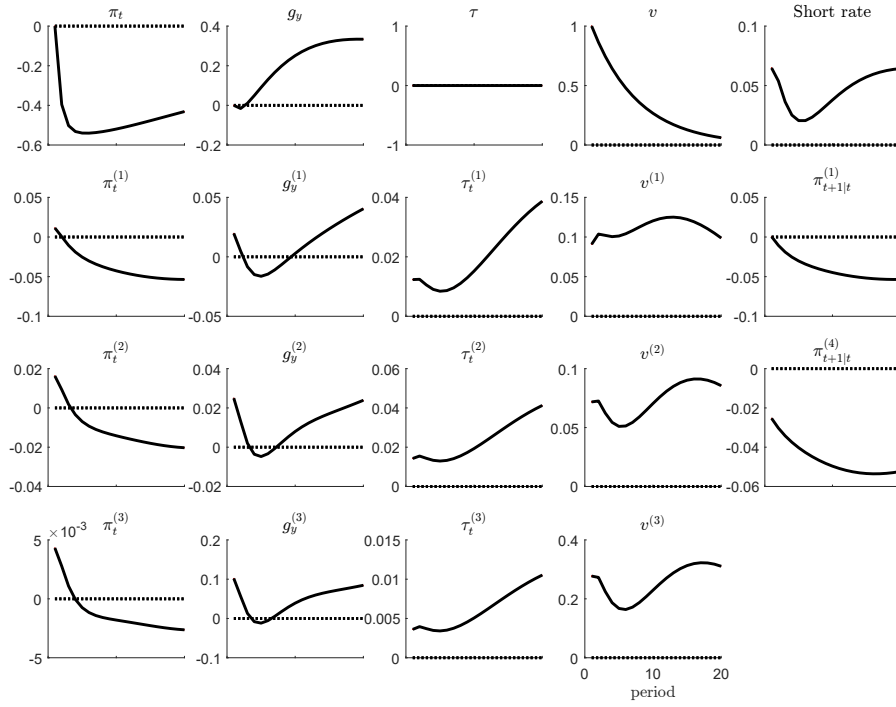 π_t g_y τ v Short rate
0 0.4 1 1 0.1
-0.2 0.2 0 0.5 0.05
-0.4 0
-0.6 -0.2 -1 0 0
π_t^(1) g_y^(1) τ_t^(1) v^(1) π_{t+1|t}^(1)
0.05 0.05 0.04 0.15 0.05
0 0 0.02 0.1 0
-0.05 0.05 -0.05
-0.1 -0.05 0 0 -0.1
π_t^(2) g_y^(2) τ_t^(2) v^(2) π_{t+1|t}^(4)
0.02 0.04 0.06 0.1 0
0 0.02 0.04 0.05 -0.02
-0.02 0 0.02 -0.04
-0.04 -0.02 0 0 -0.06
π_t^(3) g_y^(3) τ_t^(3) v^(3)
×10^-3
5 0.2 0.015 0.4
0.1 0.01
0 0 0.005 0.2
-5 -0.1 0 0
0 10 20
period